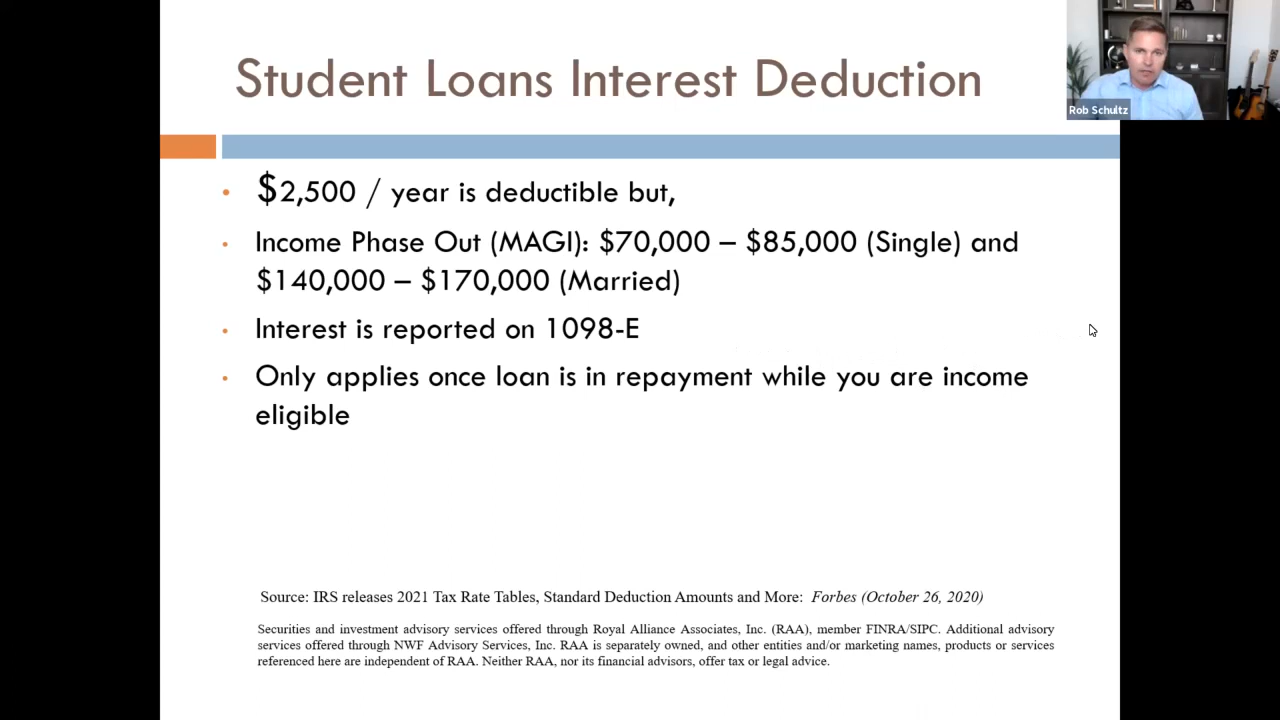 Student Loans Interest Deduction
Rob Schultz
• $2,500 / year is deductible but,
• Income Phase Out (MAGI): $70,000 – $85,000 (Single) and
$140,000 – $170,000 (Married)
• Interest is reported on 1098-E
• Only applies once loan is in repayment while you are income
eligible
Source: IRS releases 2021 Tax Rate Tables, Standard Deduction Amounts and More: Forbes (October 26, 2020)
Securities and investment advisory services offered through Royal Alliance Associates, Inc. (RAA), member FINRA/SIPC. Additional advisory
services offered through NWF Advisory Services, Inc. RAA is separately owned, and other entities and/or marketing names, products or services
referenced here are independent of RAA. Neither RAA, nor its financial advisors, offer tax or legal advice.